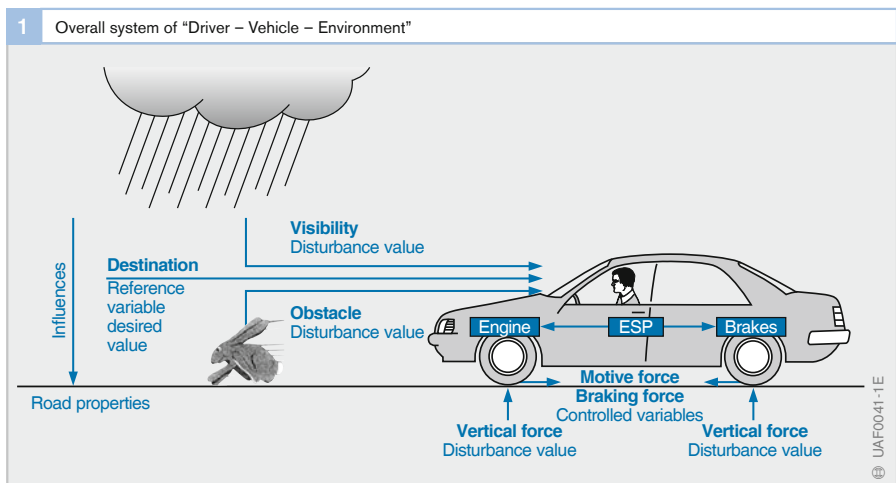 1
Overall system of “Driver – Vehicle – Environment”
Visibility
Disturbance value
Influences
Destination
Reference
variable
desired
value
Obstacle
Disturbance value
Engine
ESP
Brakes
Road properties
Motive force
Braking force
Controlled variables
Vertical force
Disturbance value
Vertical force
Disturbance value
UAF0041-1E